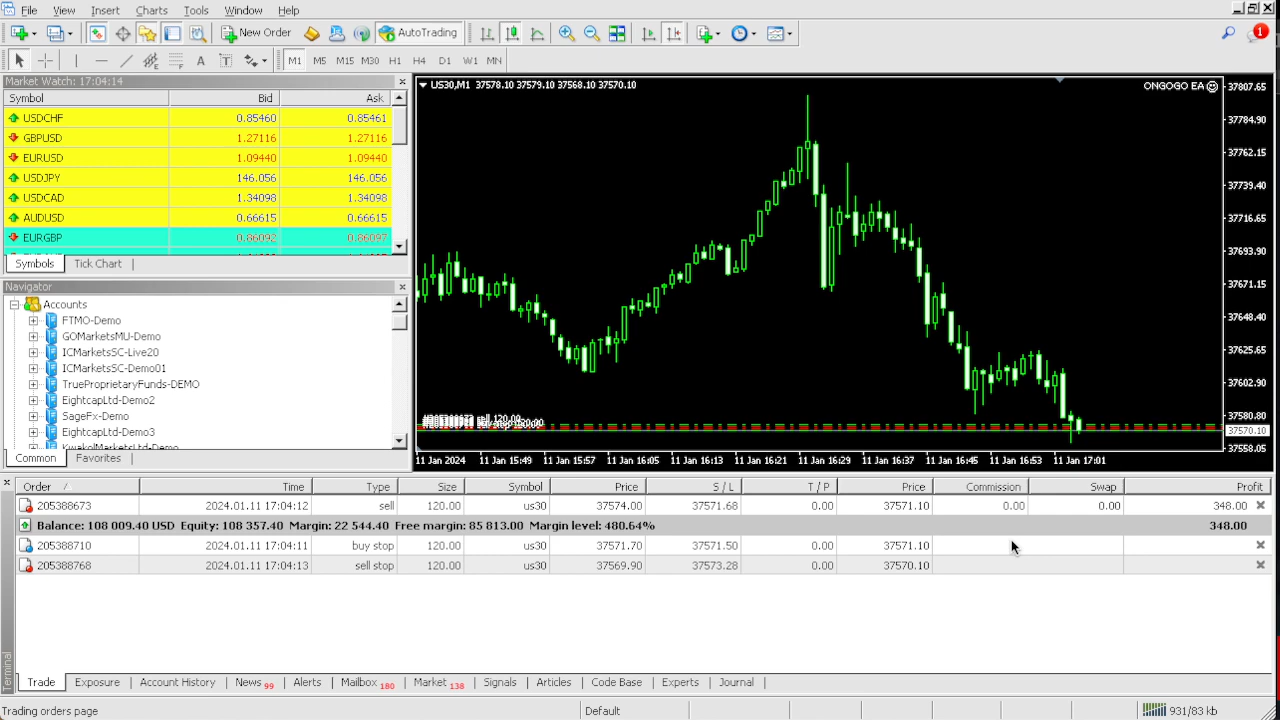 File View Insert Charts Tools Window Help
New Order AutoTrading 1
A T M1 M5 M15 M30 H1 H4 D1 W1 MN
Market Watch: 17:04:14
Symbol Bid Ask
USDCHF 0.85460 0.85461
GBPUSD 1.27116 1.27116
EURUSD 1.09440 1.09440
USDJPY 146.056 146.056
USDCAD 1.34098 1.34098
AUDUSD 0.66615 0.66615
EURGBP 0.86092 0.86097
Symbols Tick Chart
Navigator
Accounts
FTMO-Demo
GOMarketsMU-Demo
ICMarketsSC-Live20
ICMarketsSC-Demo01
TrueProprietaryFunds-DEMO
EightcapLtd-Demo2
SageFx-Demo
EightcapLtd-Demo3
KwakolMarketsLtd-Demo
Common Favorites
US30,M1 37578.10 37579.10 37568.10 37570.10
ONGOGO EA
37807.65
37784.90
37762.15
37739.40
37716.65
37693.90
37671.15
37648.40
37625.65
37602.90
37580.80
37570.10
37558.05
11 Jan 2024 11 Jan 15:49 11 Jan 15:57 11 Jan 16:05 11 Jan 16:13 11 Jan 16:21 11 Jan 16:29 11 Jan 16:37 11 Jan 16:45 11 Jan 16:53 11 Jan 17:01
Order Time Type Size Symbol Price S / L T / P Price Commission Swap Profit
205388673 2024.01.11 17:04:12 sell 120.00 us30 37574.00 37571.68 0.00 37571.10 0.00 0.00 348.00
Balance: 108 009.40 USD Equity: 108 357.40 Margin: 22 544.40 Free margin: 85 813.00 Margin level: 480.64% 348.00
205388710 2024.01.11 17:04:11 buy stop 120.00 us30 37571.70 37571.50 0.00 37571.10
205388768 2024.01.11 17:04:13 sell stop 120.00 us30 37569.90 37573.28 0.00 37570.10
Terminal
Trade Exposure Account History News 99 Alerts Mailbox 180 Market 138 Signals Articles Code Base Experts Journal
Trading orders page Default 931/83 kb